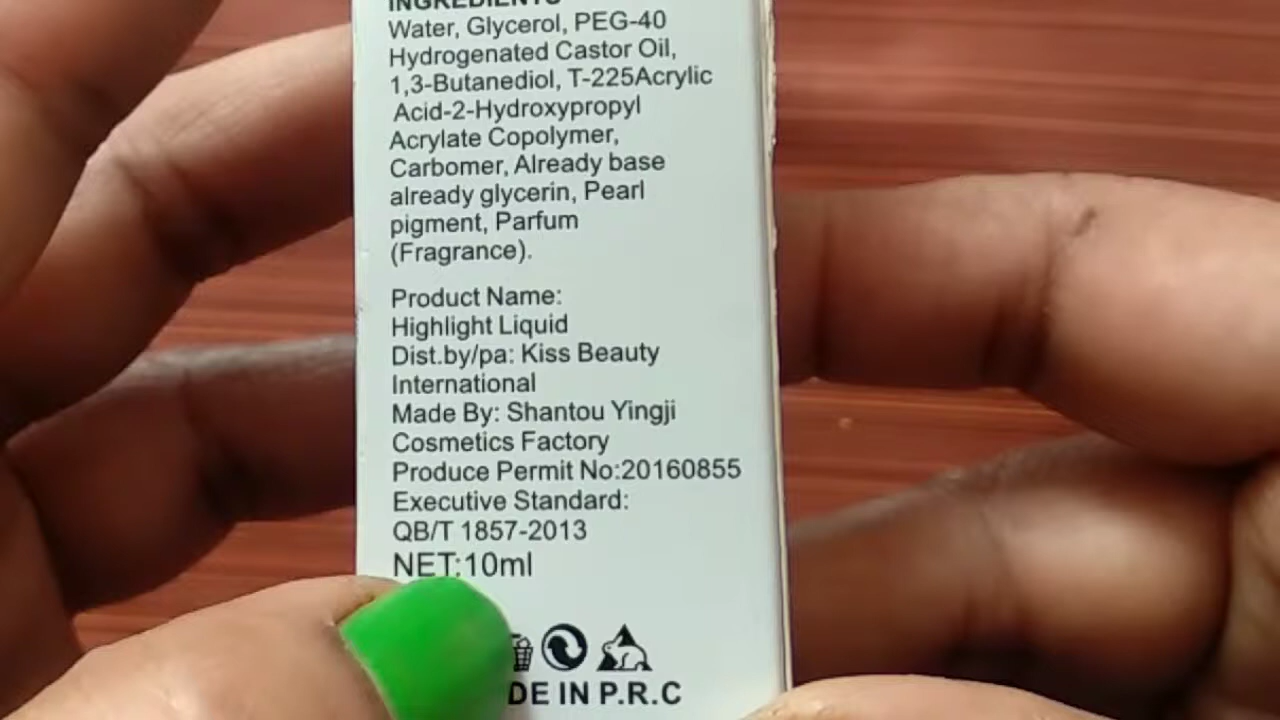 INGREDIENTS
Water, Glycerol, PEG-40
Hydrogenated Castor Oil,
1,3-Butanediol, T-225Acrylic
Acid-2-Hydroxypropyl
Acrylate Copolymer,
Carbomer, Already base
already glycerin, Pearl
pigment, Parfum
(Fragrance).
Product Name:
Highlight Liquid
Dist.by/pa: Kiss Beauty
International
Made By: Shantou Yingji
Cosmetics Factory
Produce Permit No:20160855
Executive Standard:
QB/T 1857-2013
NET:10ml
DE IN P.R.C